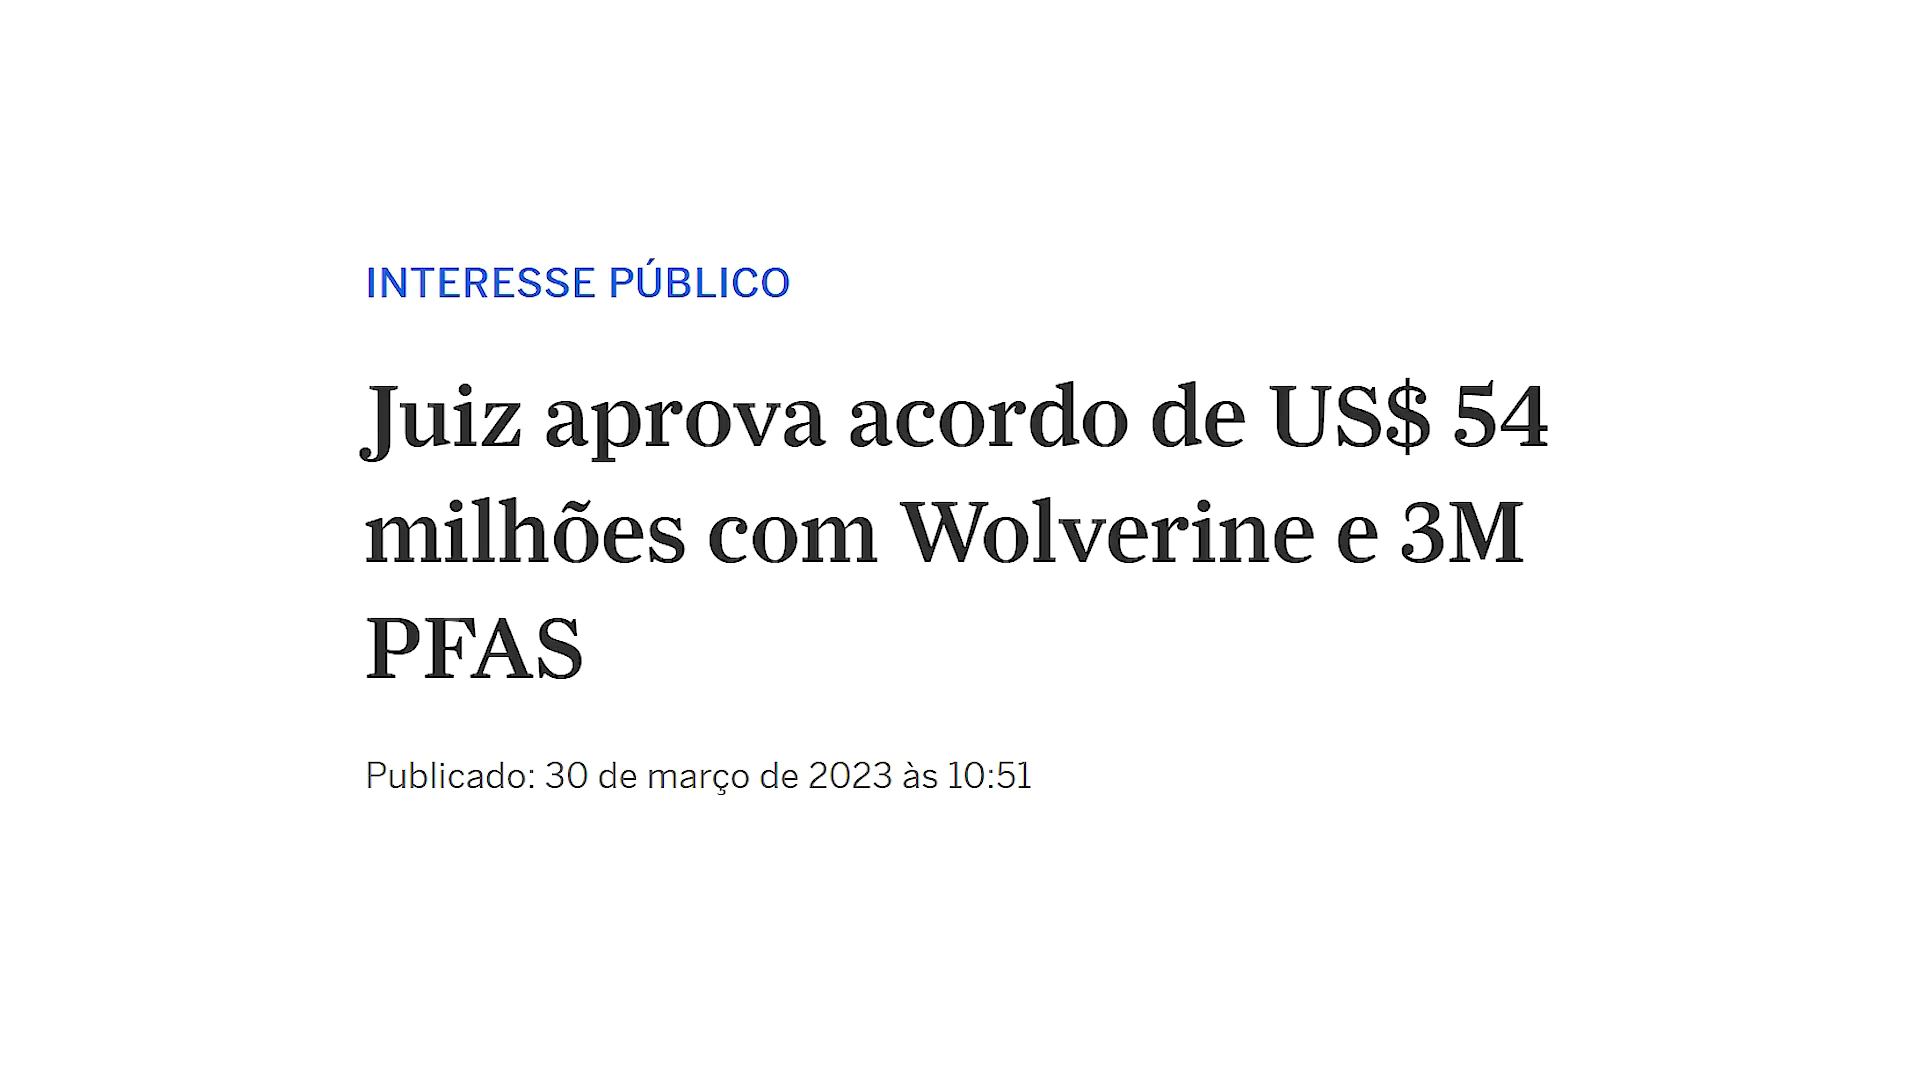 INTERESSE PÚBLICO
Juiz aprova acordo de US$ 54
milhões com Wolverine e 3M
PFAS
Publicado: 30 de março de 2023 às 10:51